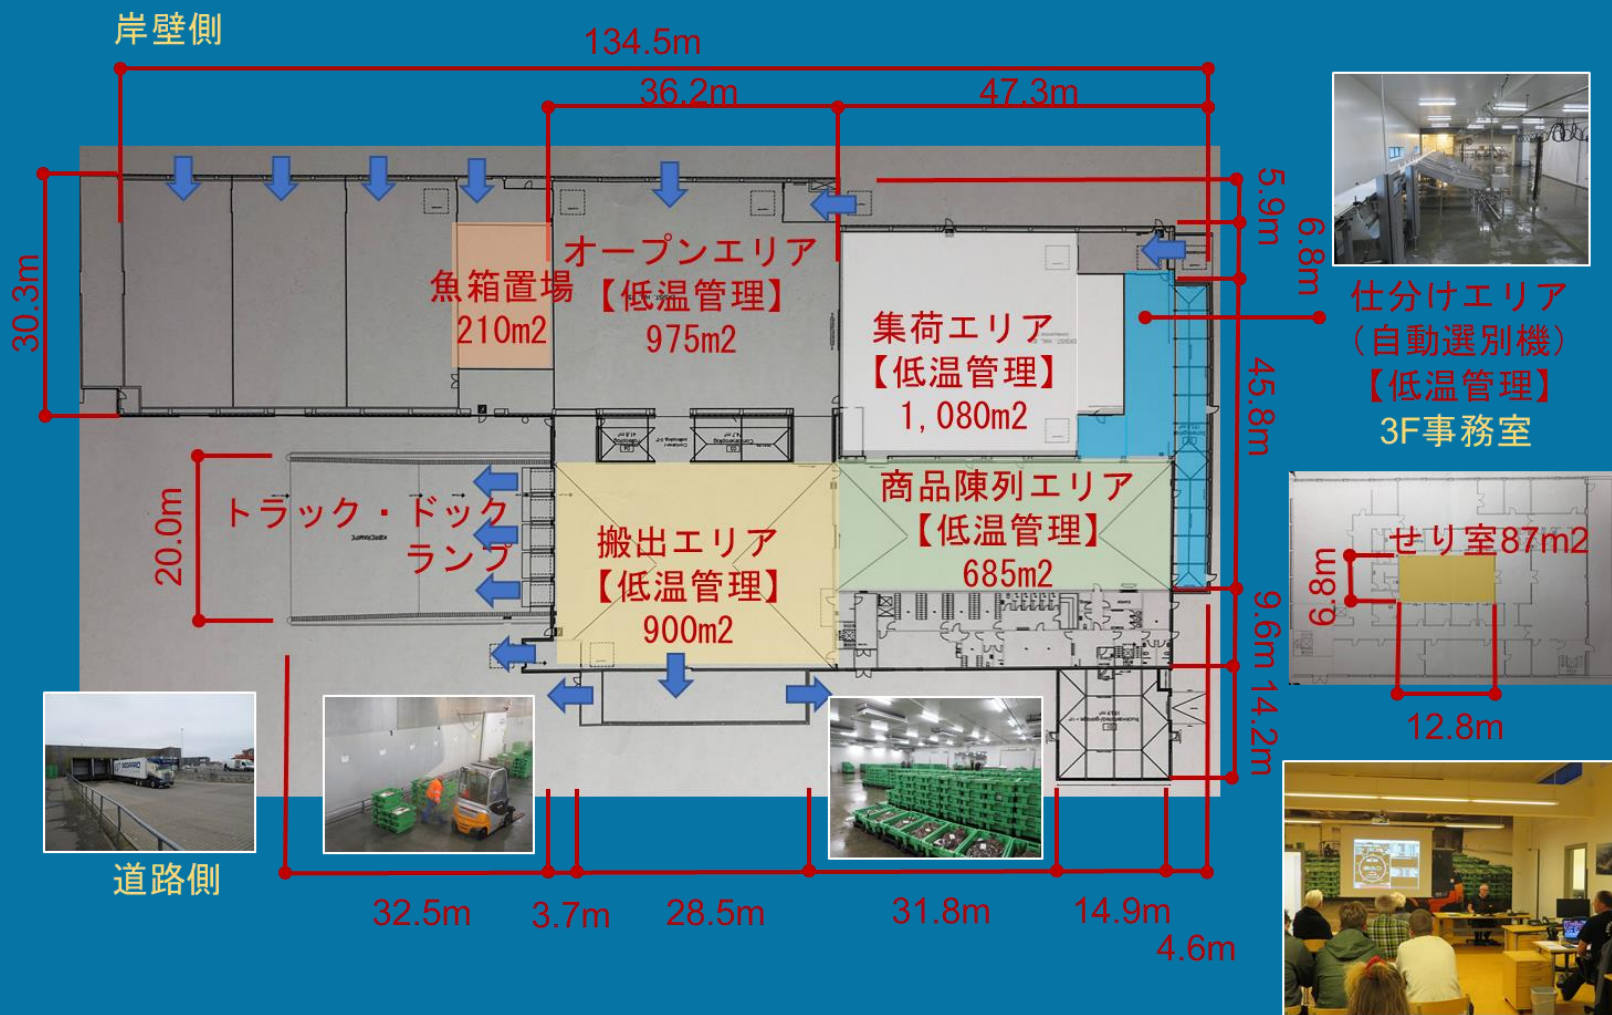 岸壁側
134.5m
36.2m
47.3m
5.9m
6.8m
30.3m
オープンエリア
【低温管理】
975m2
魚箱置場
210m2
集荷エリア
【低温管理】
1,080m2
仕分けエリア
（自動選別機）
【低温管理】
3F事務室
45.8m
20.0m
トラック・ドック
ランプ
搬出エリア
【低温管理】
900m2
商品陳列エリア
【低温管理】
685m2
せり室87m2
6.8m
12.8m
9.6m
14.2m
道路側
32.5m
3.7m
28.5m
31.8m
14.9m
4.6m